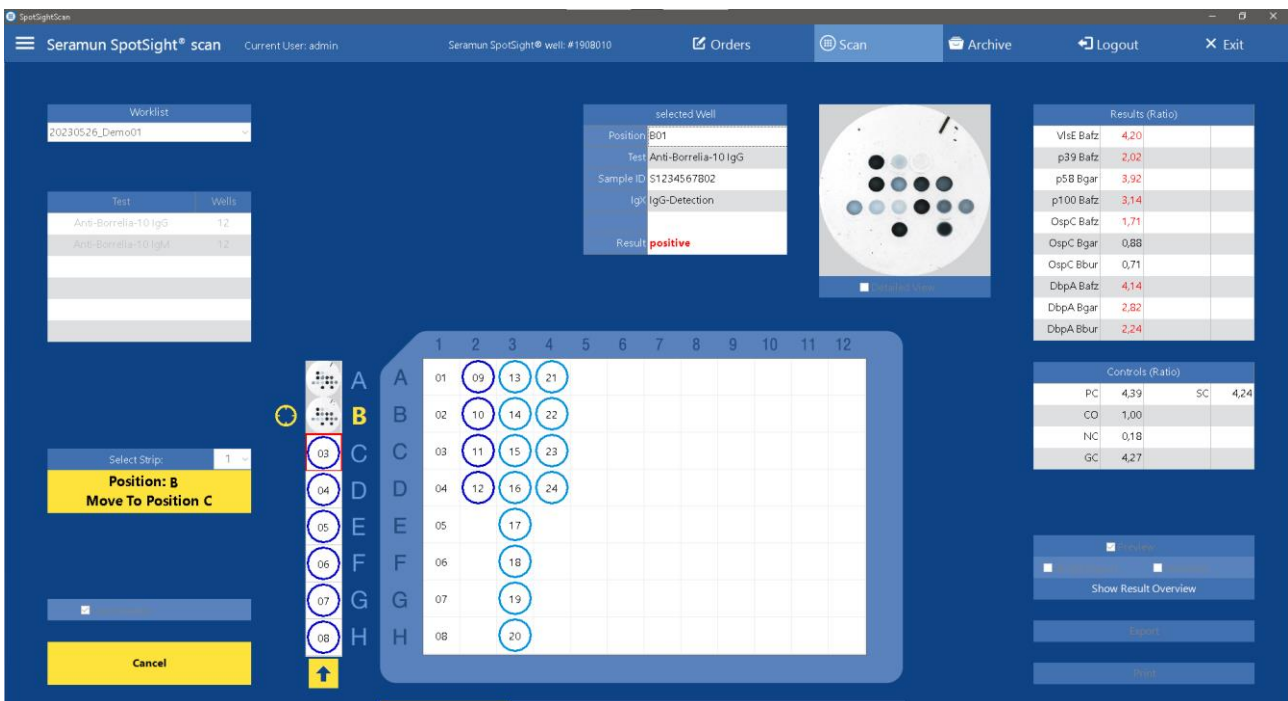 SpotSightScan
Seramun SpotSight® scan Current User: admin Seramun SpotSight® well: #1908010 Orders Scan Archive Logout Exit
Worklist
20230526_Demo01
Test Wells
Anti-Borrelia-10 IgG 12
Anti-Borrelia-10 IgM 12
selected Well
Position B01
Test Anti-Borrelia-10 IgG
Sample ID S1234567802
IgX IgG-Detection
Result positive
Detailed View
Results (Ratio)
VlsE Bafz 4,20
p39 Bafz 2,02
p58 Bgar 3,92
p100 Bafz 3,14
OspC Bafz 1,71
OspC Bgar 0,88
OspC Bbur 0,71
DbpA Bafz 4,14
DbpA Bgar 2,82
DbpA Bbur 2,24
Controls (Ratio)
PC 4,39 SC 4,24
CO 1,00
NC 0,18
GC 4,27
Select Strip: 1
Position: B
Move To Position C
Cancel
A
B
03 C
04 D
05 E
06 F
07 G
08 H
1 2 3 4 5 6 7 8 9 10 11 12
A 01 09 13 21
B 02 10 14 22
C 03 11 15 23
D 04 12 16 24
E 05 17
F 06 18
G 07 19
H 08 20
Preview
Show Result Overview
Export
Print